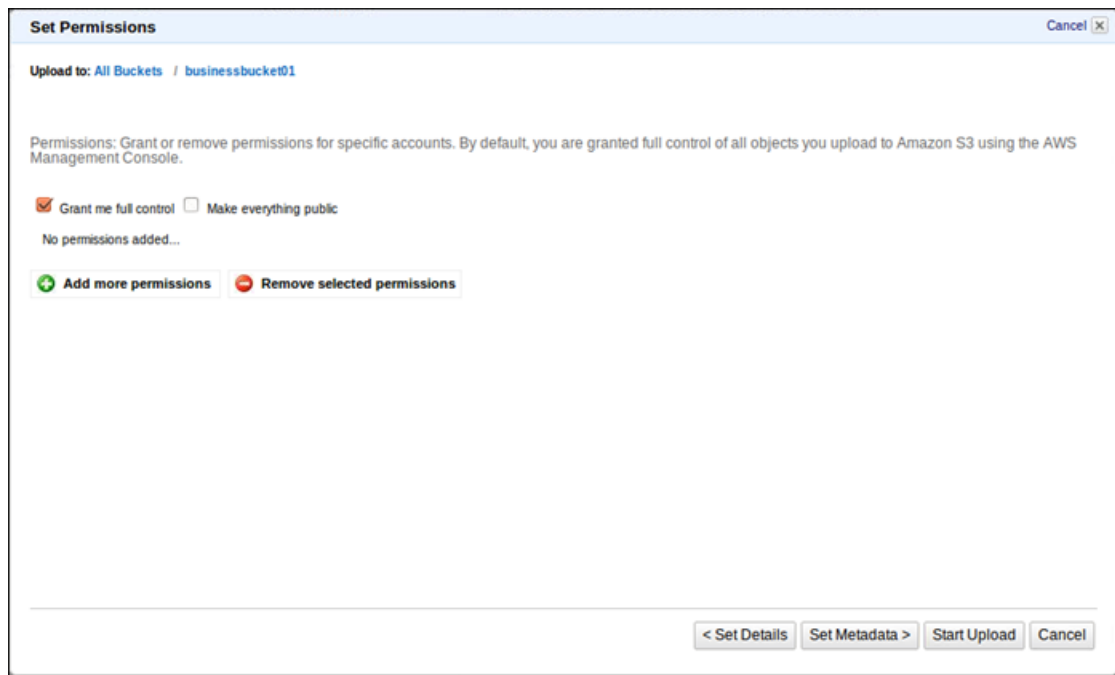 Set Permissions
Cancel
Upload to: All Buckets / businessbucket01
Permissions: Grant or remove permissions for specific accounts. By default, you are granted full control of all objects you upload to Amazon S3 using the AWS
Management Console.
Grant me full control Make everything public
No permissions added...
Add more permissions Remove selected permissions
< Set Details Set Metadata > Start Upload Cancel